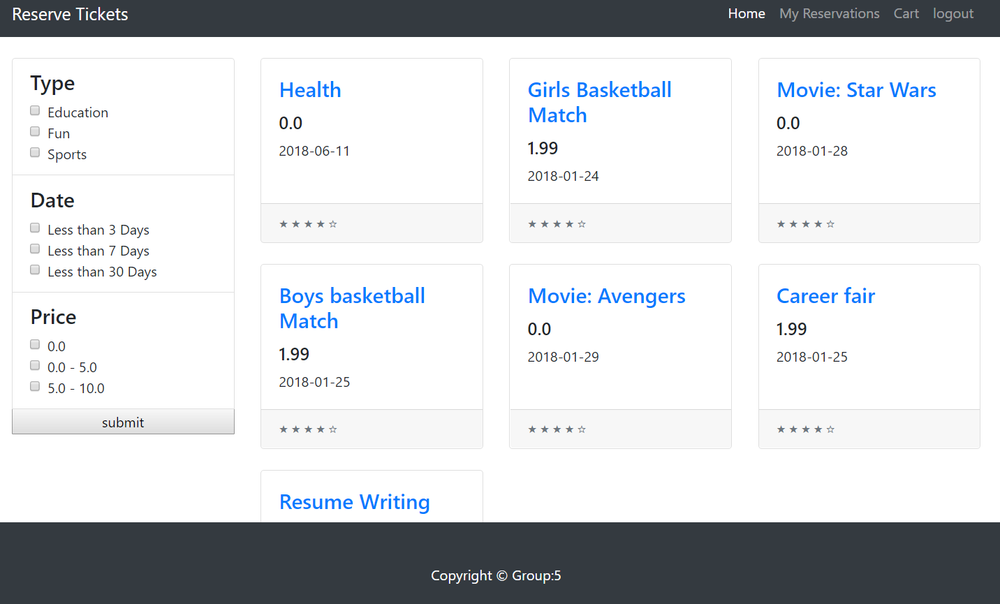 Reserve Tickets
Home My Reservations Cart logout
Type
Education
Fun
Sports
Date
Less than 3 Days
Less than 7 Days
Less than 30 Days
Price
0.0
0.0 - 5.0
5.0 - 10.0
submit
Health
0.0
2018-06-11
★ ★ ★ ★ ☆
Girls Basketball
Match
1.99
2018-01-24
★ ★ ★ ★ ☆
Movie: Star Wars
0.0
2018-01-28
★ ★ ★ ★ ☆
Boys basketball
Match
1.99
2018-01-25
★ ★ ★ ★ ☆
Movie: Avengers
0.0
2018-01-29
★ ★ ★ ★ ☆
Career fair
1.99
2018-01-25
★ ★ ★ ★ ☆
Resume Writing
Copyright © Group:5